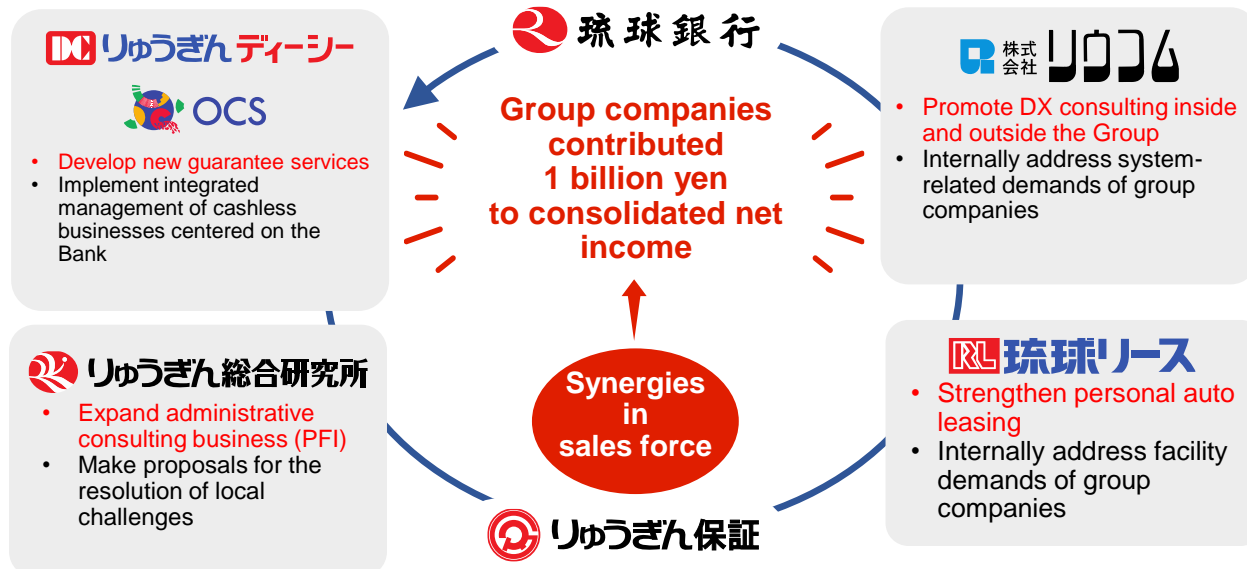 琉球銀行
DC りゅうぎん ディーシー
OCS
• Develop new guarantee services
• Implement integrated
management of cashless
businesses centered on the
Bank
Group companies
contributed
1 billion yen
to consolidated net
income
株式
会社 リウコム
• Promote DX consulting inside
and outside the Group
• Internally address system-
related demands of group
companies
りゅうぎん総合研究所
• Expand administrative
consulting business (PFI)
• Make proposals for the
resolution of local
challenges
Synergies
in
sales force
RL 琉球リース
• Strengthen personal auto
leasing
• Internally address facility
demands of group
companies
りゅうぎん保証